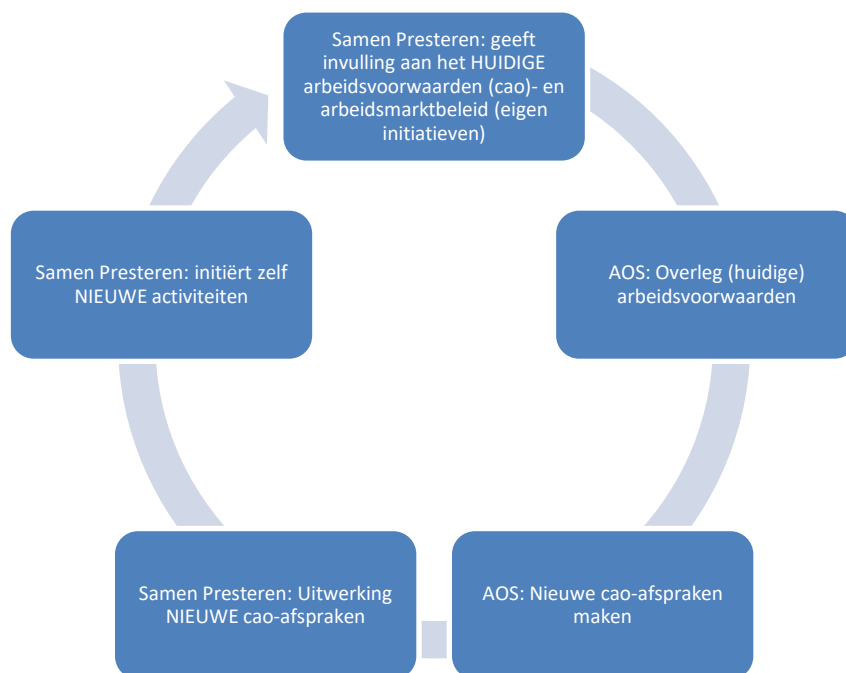 Samen Presteren: geeft
invulling aan het HUIDIGE
arbeidsvoorwaarden (cao)- en
arbeidsmarktbeleid (eigen
initiatieven)
AOS: Overleg (huidige)
arbeidsvoorwaarden
AOS: Nieuwe cao-afspraken
maken
Samen Presteren: Uitwerking
NIEUWE cao-afspraken
Samen Presteren: initiërt zelf
NIEUWE activiteiten